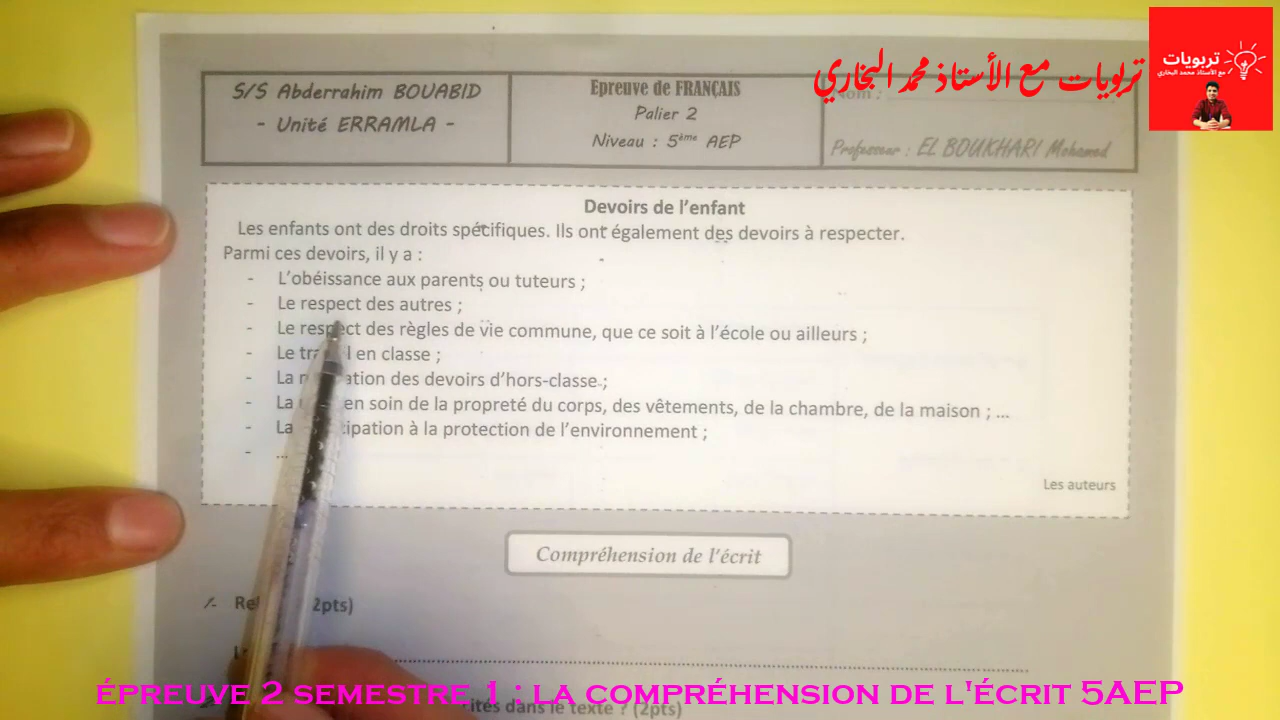 تربويات مع الأستاذ محمد البخاري
تربويات
مع الأستاذ محمد البخاري
S/S Abderrahim BOUABID
- Unité ERRAMLA -
Epreuve de FRANÇAIS
Palier 2
Niveau : 5ème AEP
Nom :
Professeur : EL BOUKHARI Mohamed
Devoirs de l'enfant
Les enfants ont des droits spécifiques. Ils ont également des devoirs à respecter.
Parmi ces devoirs, il y a :
- L'obéissance aux parents ou tuteurs ;
- Le respect des autres ;
- Le respect des règles de vie commune, que ce soit à l'école ou ailleurs ;
- Le l en classe ;
- La ation des devoirs d'hors-classe ;
- La en soin de la propreté du corps, des vêtements, de la chambre, de la maison ; ...
- La cipation à la protection de l'environnement ;
- ...
Les auteurs
Compréhension de l'écrit
1- 2pts)
ités dans le texte ? (2pts)
ÉPREUVE 2 SEMESTRE 1 : LA COMPRÉHENSION DE L'ÉCRIT 5AEP